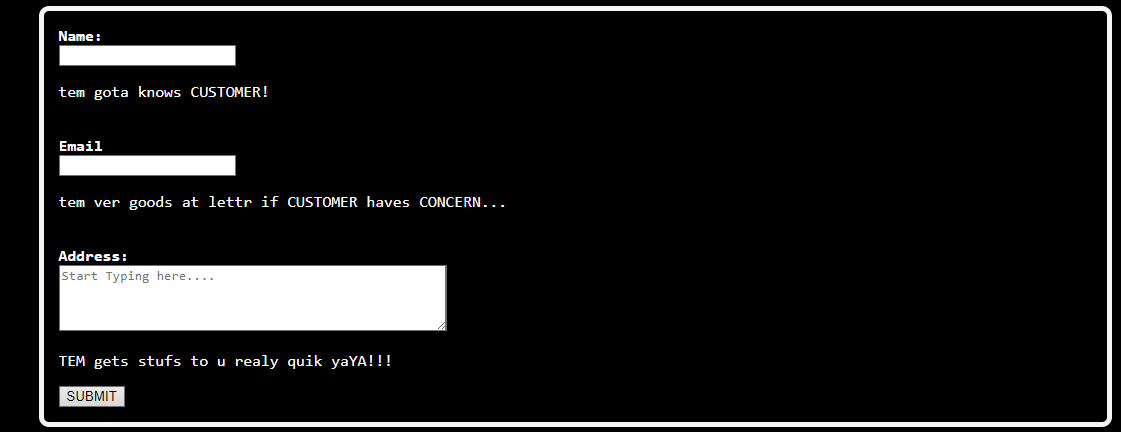 Name:
tem gota knows CUSTOMER!
Email
tem ver goods at lettr if CUSTOMER haves CONCERN...
Address:
Start Typing here....
TEM gets stufs to u realy quik yaYA!!!
SUBMIT